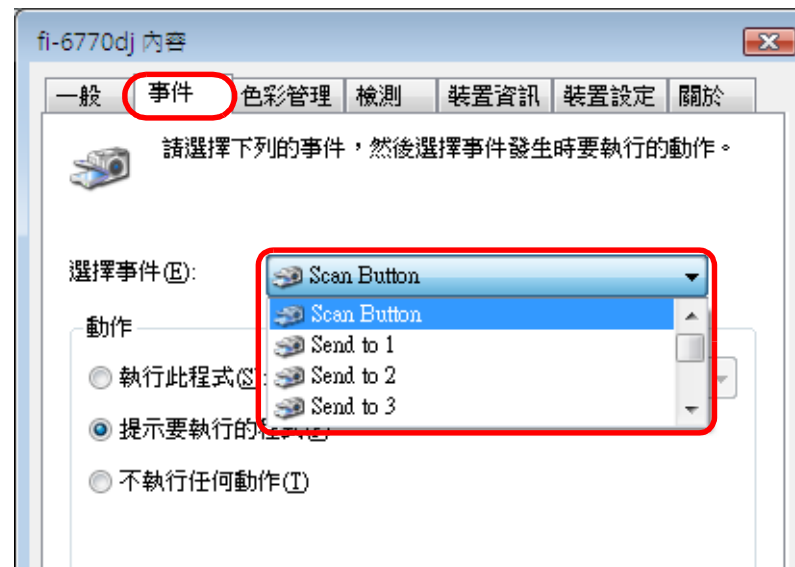 fi-6770dj 內容
一般 事件 色彩管理 檢測 裝置資訊 裝置設定 關於
請選擇下列的事件，然後選擇事件發生時要執行的動作。
選擇事件(E): Scan Button
Scan Button
動作
Send to 1
執行此程式(S): Send to 2
Send to 3
提示要執行的程式
不執行任何動作(T)